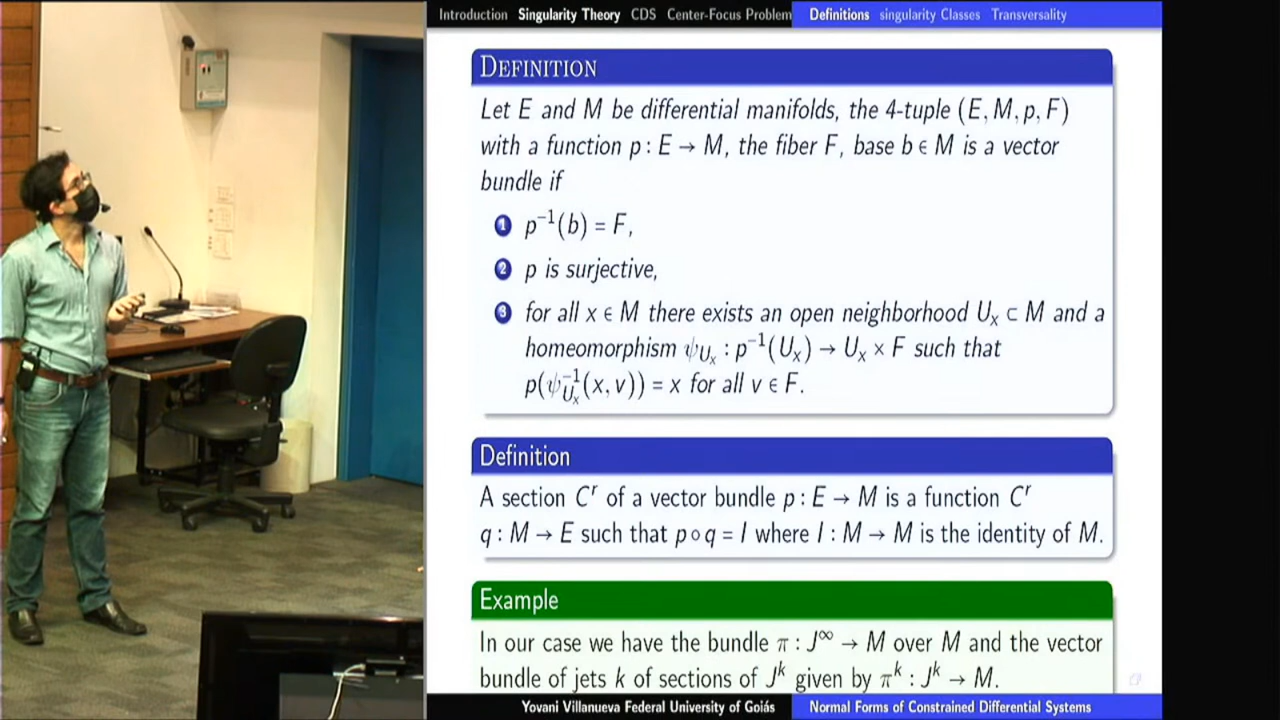 Introduction Singularity Theory CDS Center-Focus Problem Definitions singularity Classes Transversality
DEFINITION
Let E and M be differential manifolds, the 4-tuple (E, M, p, F)
with a function p : E → M, the fiber F, base b ∈ M is a vector
bundle if
1 p⁻¹(b) = F,
2 p is surjective,
3 for all x ∈ M there exists an open neighborhood Uₓ ⊂ M and a
homeomorphism ψ_{Uₓ} : p⁻¹(Uₓ) → Uₓ × F such that
p(ψ⁻¹_{Uₓ}(x, v)) = x for all v ∈ F.
Definition
A section Cʳ of a vector bundle p : E → M is a function Cʳ
q : M → E such that p ∘ q = I where I : M → M is the identity of M.
Example
In our case we have the bundle π : J^∞ → M over M and the vector
bundle of jets k of sections of Jᵏ given by πᵏ : Jᵏ → M.
Yovani Villanueva Federal University of Goiás Normal Forms of Constrained Differential Systems